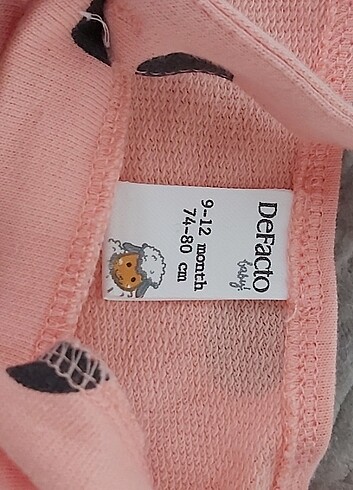 DeFacto
baby!
9-12 month
74-80 cm